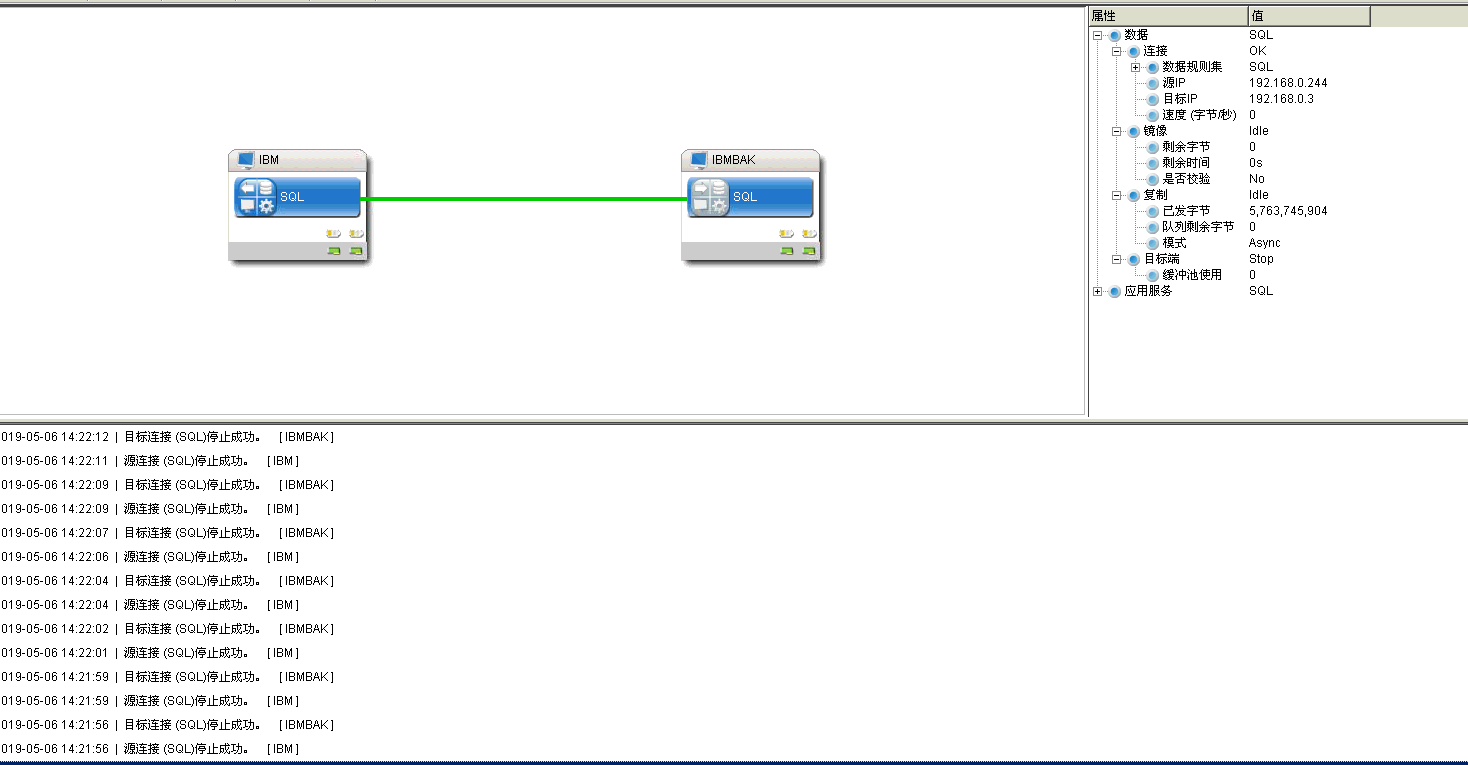 属性 值
数据 SQL
连接 OK
数据规则集 SQL
源IP 192.168.0.244
目标IP 192.168.0.3
速度 (字节/秒) 0
镜像 Idle
剩余字节 0
剩余时间 0s
是否校验 No
复制 Idle
已发字节 5,763,745,904
队列剩余字节 0
模式 Async
目标端 Stop
缓冲池使用 0
应用服务 SQL
IBM
SQL
IBMBAK
SQL
019-05-06 14:22:12 | 目标连接 (SQL)停止成功。 [ IBMBAK ]
019-05-06 14:22:11 | 源连接 (SQL)停止成功。 [ IBM ]
019-05-06 14:22:09 | 目标连接 (SQL)停止成功。 [ IBMBAK ]
019-05-06 14:22:09 | 源连接 (SQL)停止成功。 [ IBM ]
019-05-06 14:22:07 | 目标连接 (SQL)停止成功。 [ IBMBAK ]
019-05-06 14:22:06 | 源连接 (SQL)停止成功。 [ IBM ]
019-05-06 14:22:04 | 目标连接 (SQL)停止成功。 [ IBMBAK ]
019-05-06 14:22:04 | 源连接 (SQL)停止成功。 [ IBM ]
019-05-06 14:22:02 | 目标连接 (SQL)停止成功。 [ IBMBAK ]
019-05-06 14:22:01 | 源连接 (SQL)停止成功。 [ IBM ]
019-05-06 14:21:59 | 目标连接 (SQL)停止成功。 [ IBMBAK ]
019-05-06 14:21:59 | 源连接 (SQL)停止成功。 [ IBM ]
019-05-06 14:21:56 | 目标连接 (SQL)停止成功。 [ IBMBAK ]
019-05-06 14:21:56 | 源连接 (SQL)停止成功。 [ IBM ]